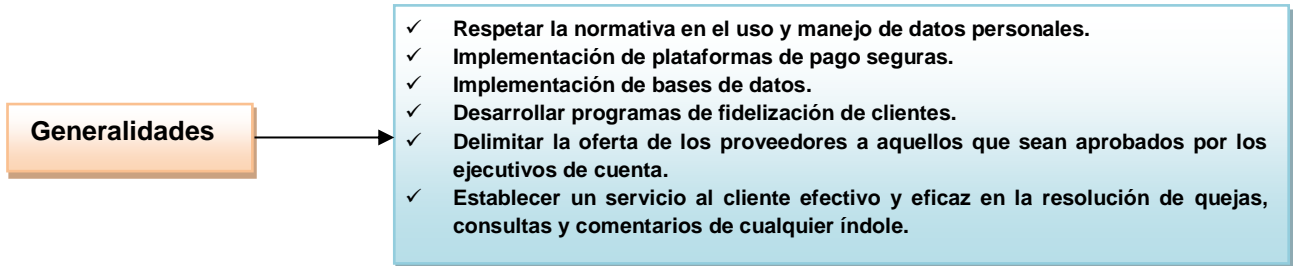 Generalidades
✓ Respetar la normativa en el uso y manejo de datos personales.
✓ Implementación de plataformas de pago seguras.
✓ Implementación de bases de datos.
✓ Desarrollar programas de fidelización de clientes.
✓ Delimitar la oferta de los proveedores a aquellos que sean aprobados por los
ejecutivos de cuenta.
✓ Establecer un servicio al cliente efectivo y eficaz en la resolución de quejas,
consultas y comentarios de cualquier índole.